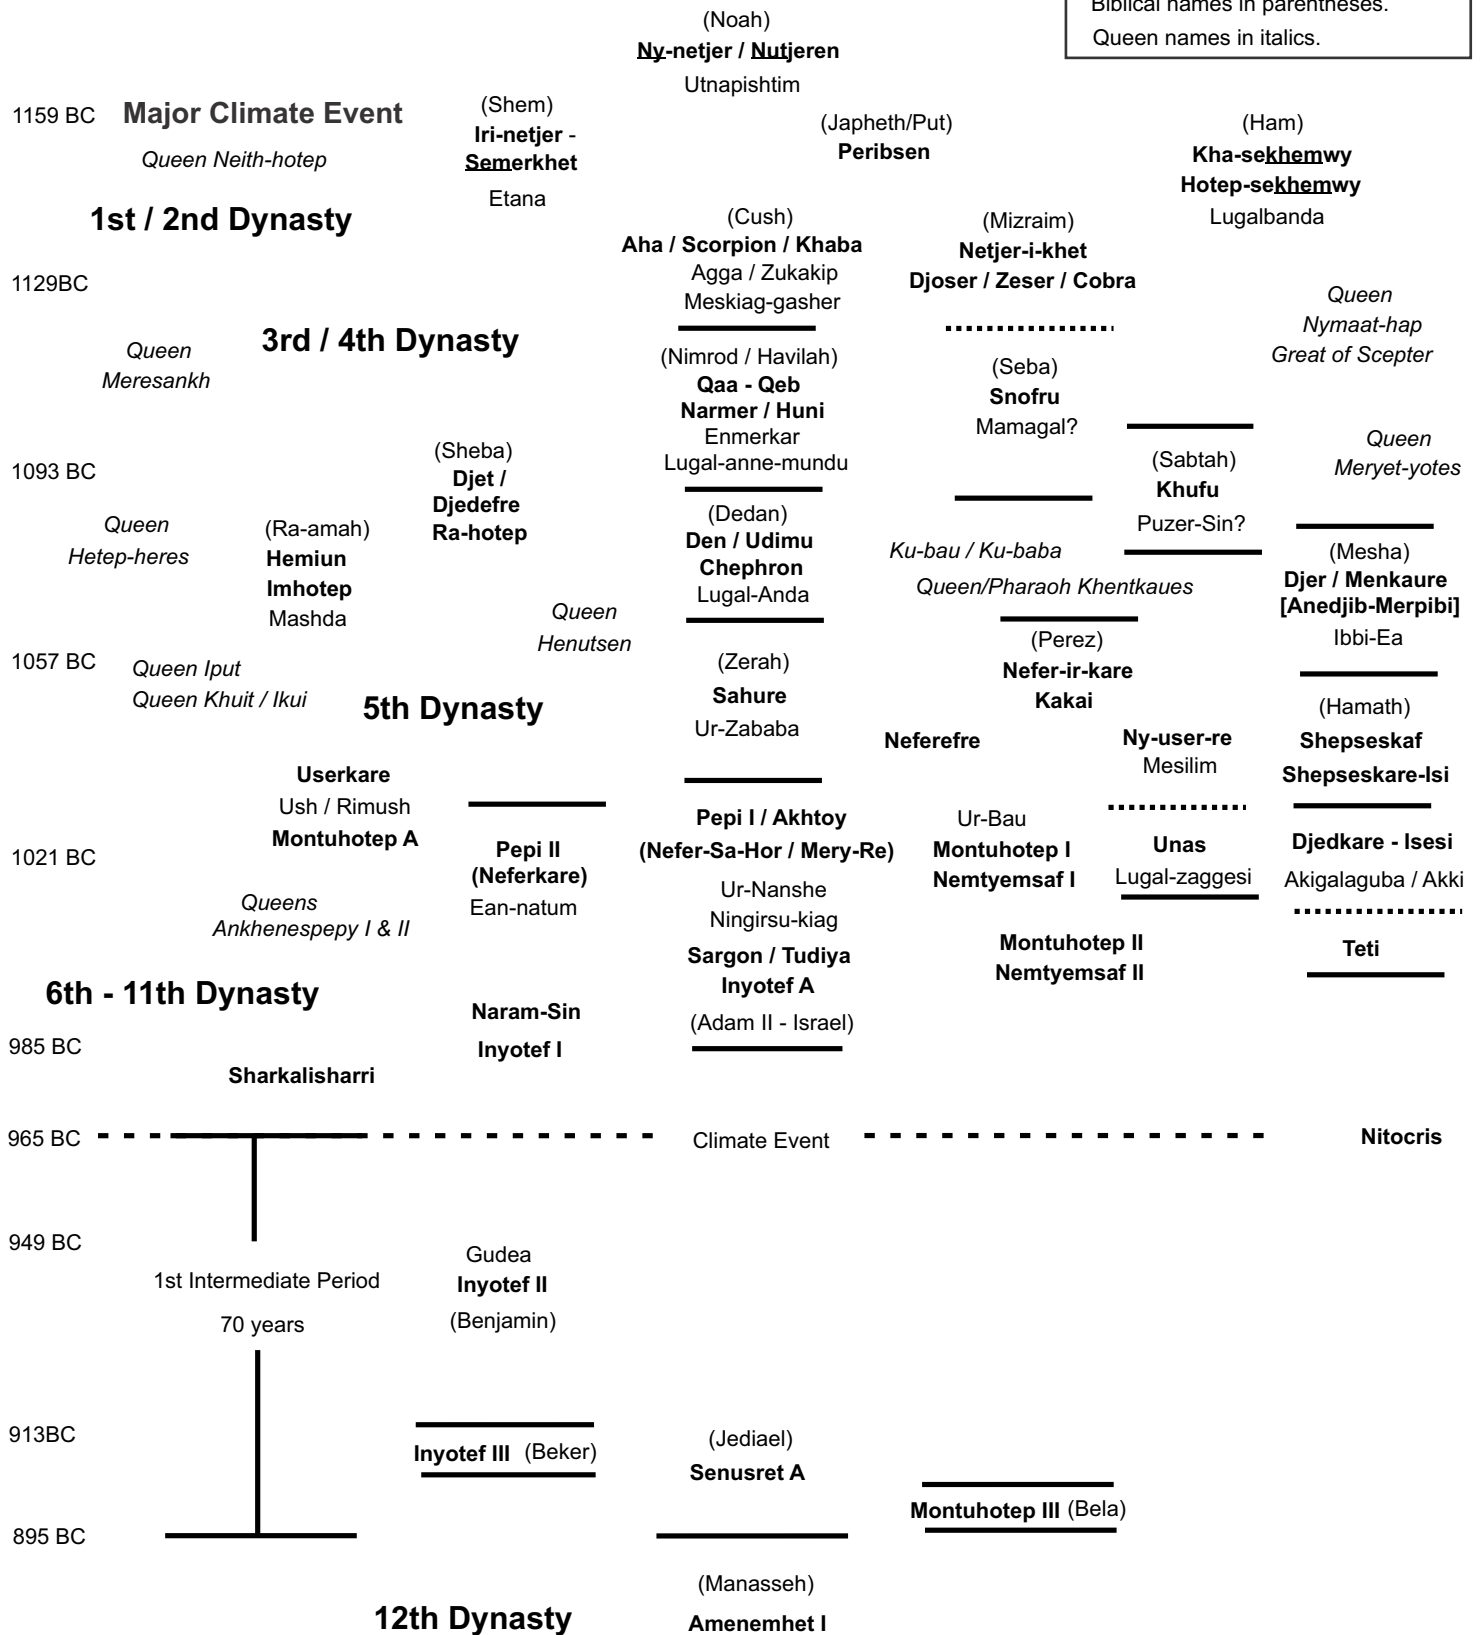 Biblical names in parentheses.
Queen names in italics.
(Noah)
Ny-netjer / Nutjeren
Utnapishtim
1159 BC
Major Climate Event
Queen Neith-hotep
(Shem)
Iri-netjer -
Semerkhet
Etana
(Japheth/Put)
Peribsen
(Ham)
Kha-sekhemwy
Hotep-sekhemwy
Lugalbanda
1st / 2nd Dynasty
(Cush)
Aha / Scorpion / Khaba
Agga / Zukakip
Meskiag-gasher
(Mizraim)
Netjer-i-khet
Djoser / Zeser / Cobra
1129BC
Queen
Nymaat-hap
Great of Scepter
3rd / 4th Dynasty
Queen
Meresankh
(Nimrod / Havilah)
Qaa - Qeb
Narmer / Huni
Enmerkar
Lugal-anne-mundu
(Seba)
Snofru
Mamagal?
Queen
Meryet-yotes
1093 BC
(Sheba)
Djet /
Djedefre
Ra-hotep
(Sabtah)
Khufu
Puzer-Sin?
Queen
Hetep-heres
(Ra-amah)
Hemiun
Imhotep
Mashda
(Dedan)
Den / Udimu
Chephron
Lugal-Anda
Ku-bau / Ku-baba
Queen/Pharaoh Khentkaues
(Mesha)
Djer / Menkaure
[Anedjib-Merpibi]
Ibbi-Ea
Queen
Henutsen
1057 BC
Queen Iput
Queen Khuit / Ikui
(Zerah)
Sahure
Ur-Zababa
(Perez)
Nefer-ir-kare
Kakai
5th Dynasty
Neferefre
Ny-user-re
Mesilim
(Hamath)
Shepseskaf
Shepseskare-Isi
Userkare
Ush / Rimush
Montuhotep A
1021 BC
Pepi II
(Neferkare)
Ean-natum
Pepi I / Akhtoy
(Nefer-Sa-Hor / Mery-Re)
Ur-Nanshe
Ningirsu-kiag
Ur-Bau
Montuhotep I
Nemtyemsaf I
Unas
Lugal-zaggesi
Djedkare - Isesi
Akigalaguba / Akki
Queens
Ankhenespepy I & II
Sargon / Tudiya
Inyotef A
(Adam II - Israel)
Montuhotep II
Nemtyemsaf II
Teti
6th - 11th Dynasty
Naram-Sin
Inyotef I
985 BC
Sharkalisharri
965 BC
Climate Event
Nitocris
949 BC
1st Intermediate Period
70 years
Gudea
Inyotef II
(Benjamin)
913BC
Inyotef III (Beker)
(Jediael)
Senusret A
Montuhotep III (Bela)
895 BC
(Manasseh)
12th Dynasty
Amenemhet I